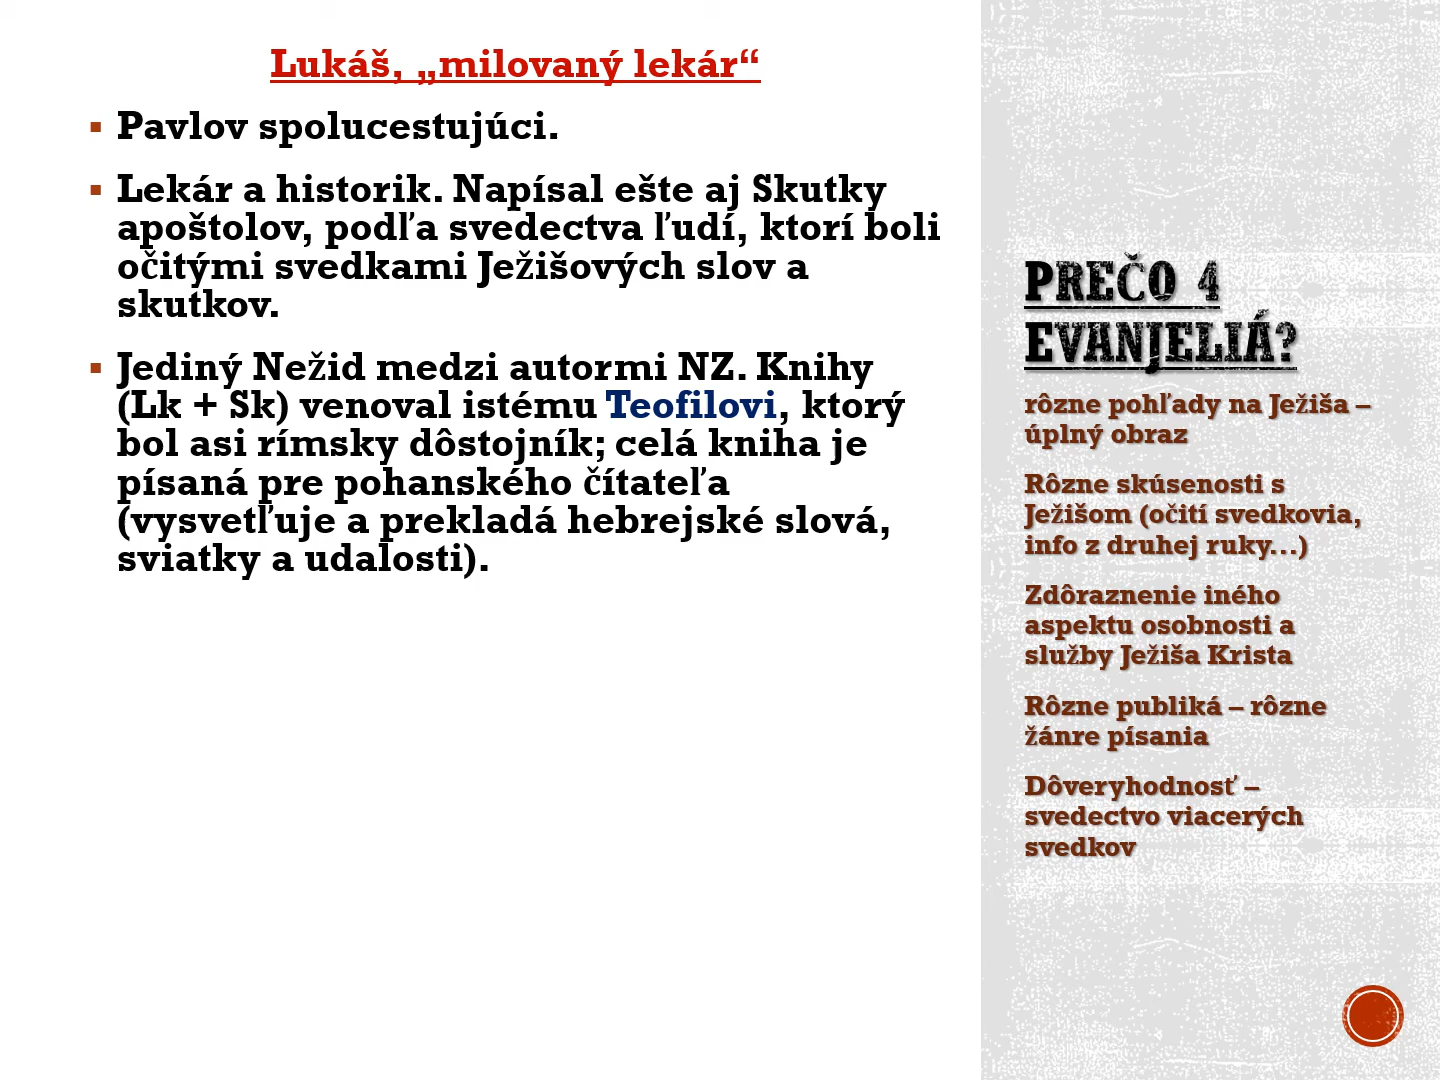 Lukáš, „milovaný lekár“
▪ Pavlov spolucestujúci.
▪ Lekár a historik. Napísal ešte aj Skutky
apoštolov, podľa svedectva ľudí, ktorí boli
očitými svedkami Ježišových slov a
skutkov.
▪ Jediný Nežid medzi autormi NZ. Knihy
(Lk + Sk) venoval istému Teofilovi, ktorý
bol asi rímsky dôstojník; celá kniha je
písaná pre pohanského čítateľa
(vysvetľuje a prekladá hebrejské slová,
sviatky a udalosti).
PREČO 4
EVANJELIÁ?
rôzne pohľady na Ježiša –
úplný obraz
Rôzne skúsenosti s
Ježišom (očití svedkovia,
info z druhej ruky...)
Zdôraznenie iného
aspektu osobnosti a
služby Ježiša Krista
Rôzne publiká – rôzne
žánre písania
Dôveryhodnosť –
svedectvo viacerých
svedkov